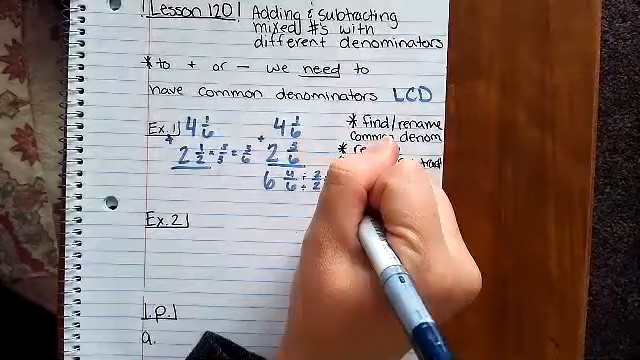 ! Lesson 120 ! Adding & subtracting
mixed #s with
different denominators
* to + or − we need to
have common denominators LCD
Ex. 1 4 1/6
+ 2 1/2 × 3/3 = 3/6
4 1/6
+ 2 3/6
6 4/6 ÷ 2/2
* find/rename
common denom
*
Ex. 2
l.p.
a.